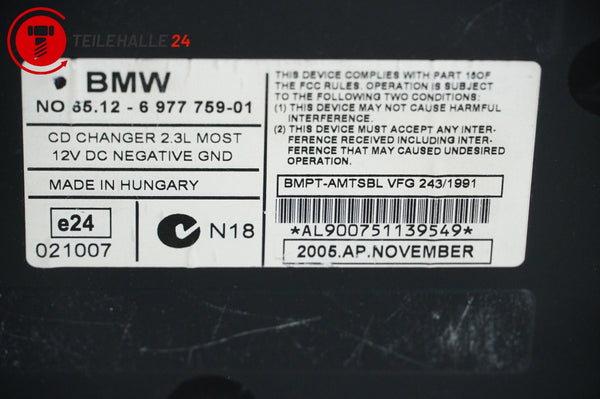 TEILEHALLE 24
BMW
NO 65.12 - 6 977 759-01
CD CHANGER 2.3L MOST
12V DC NEGATIVE GND
MADE IN HUNGARY
e24
021007
N18
THIS DEVICE COMPLIES WITH PART 15OF
THE FCC RULES. OPERATION IS SUBJECT
TO THE FOLLOWING TWO CONDITIONS:
(1) THIS DEVICE MAY NOT CAUSE HARMFUL
INTERFERENCE.
(2) THIS DEVICE MUST ACCEPT ANY INTER-
FERENCE RECEIVED INCLUDING INTER-
FERENCE THAT MAY CAUSED UNDESIRED
OPERATION.
BMPT-AMTSBL VFG 243/1991
*AL900751139549*
2005.AP.NOVEMBER